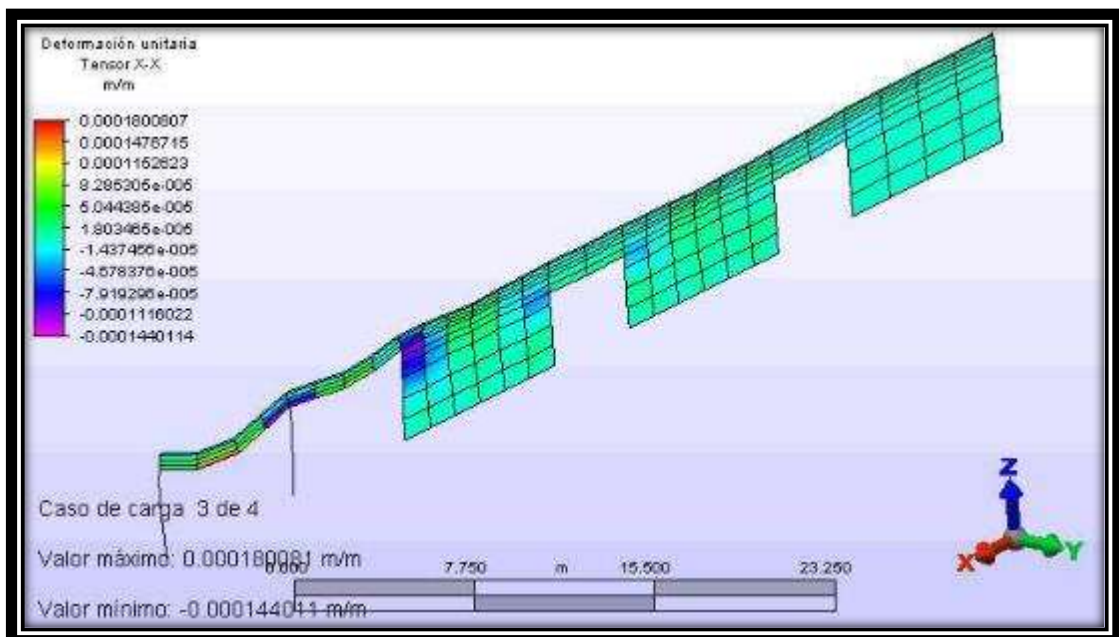 Deformación unitaria
Tensor X-X
m/m
0.0001800807
0.0001476715
0.0001152623
8.285305e-005
5.044385e-005
1.803465e-005
-1.437456e-005
-4.678376e-005
-7.919296e-005
-0.0001116022
-0.0001440114
Z
X
Y
Caso de carga 3 de 4
Valor máximo: 0.000180081 m/m
0.000
7.750
m
15.500
23.250
Valor mínimo: -0.000144011 m/m